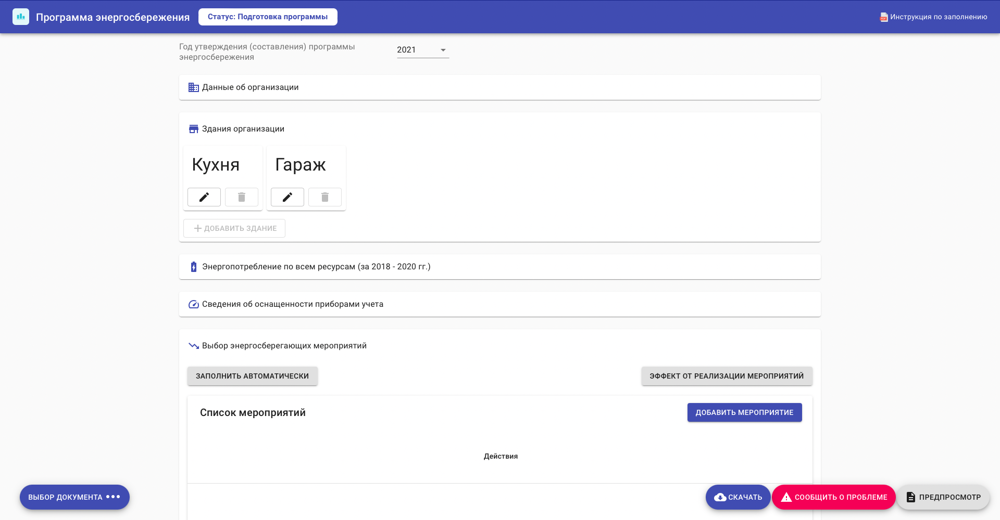 Программа энергосбережения
Статус: Подготовка программы
Инструкция по заполнению
Год утверждения (составления) программы
энергосбережения
2021
Данные об организации
Здания организации
Кухня
Гараж
ДОБАВИТЬ ЗДАНИЕ
Энергопотребление по всем ресурсам (за 2018 - 2020 гг.)
Сведения об оснащенности приборами учета
Выбор энергосберегающих мероприятий
ЗАПОЛНИТЬ АВТОМАТИЧЕСКИ
ЭФФЕКТ ОТ РЕАЛИЗАЦИИ МЕРОПРИЯТИЙ
Список мероприятий
ДОБАВИТЬ МЕРОПРИЯТИЕ
Действия
ВЫБОР ДОКУМЕНТА
СКАЧАТЬ
СООБЩИТЬ О ПРОБЛЕМЕ
ПРЕДПРОСМОТР